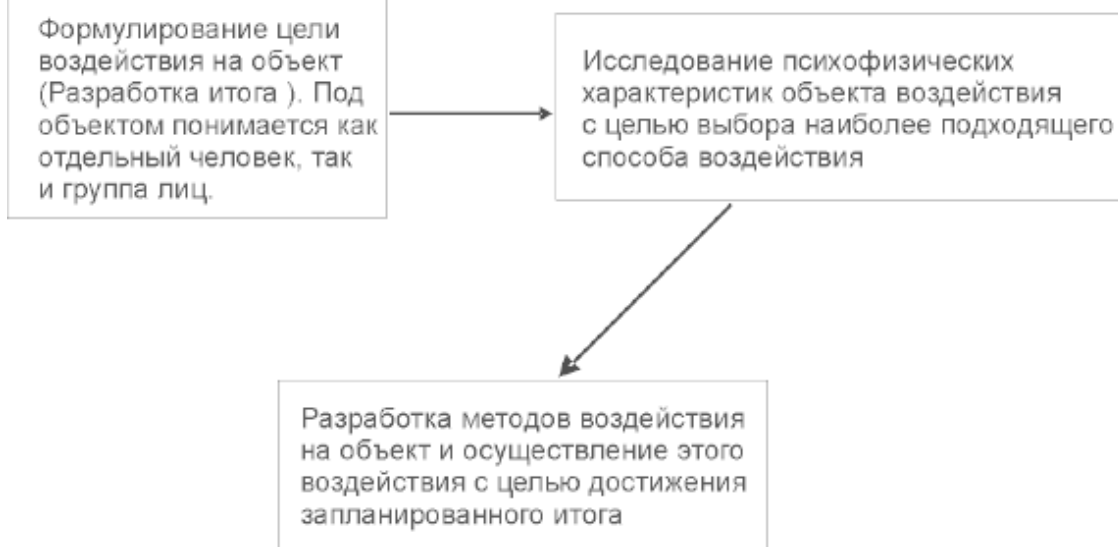 Формулирование цели
воздействия на объект
(Разработка итога ). Под
объектом понимается как
отдельный человек, так
и группа лиц.
Исследование психофизических
характеристик объекта воздействия
с целью выбора наиболее подходящего
способа воздействия
Разработка методов воздействия
на объект и осуществление этого
воздействия с целью достижения
запланированного итога